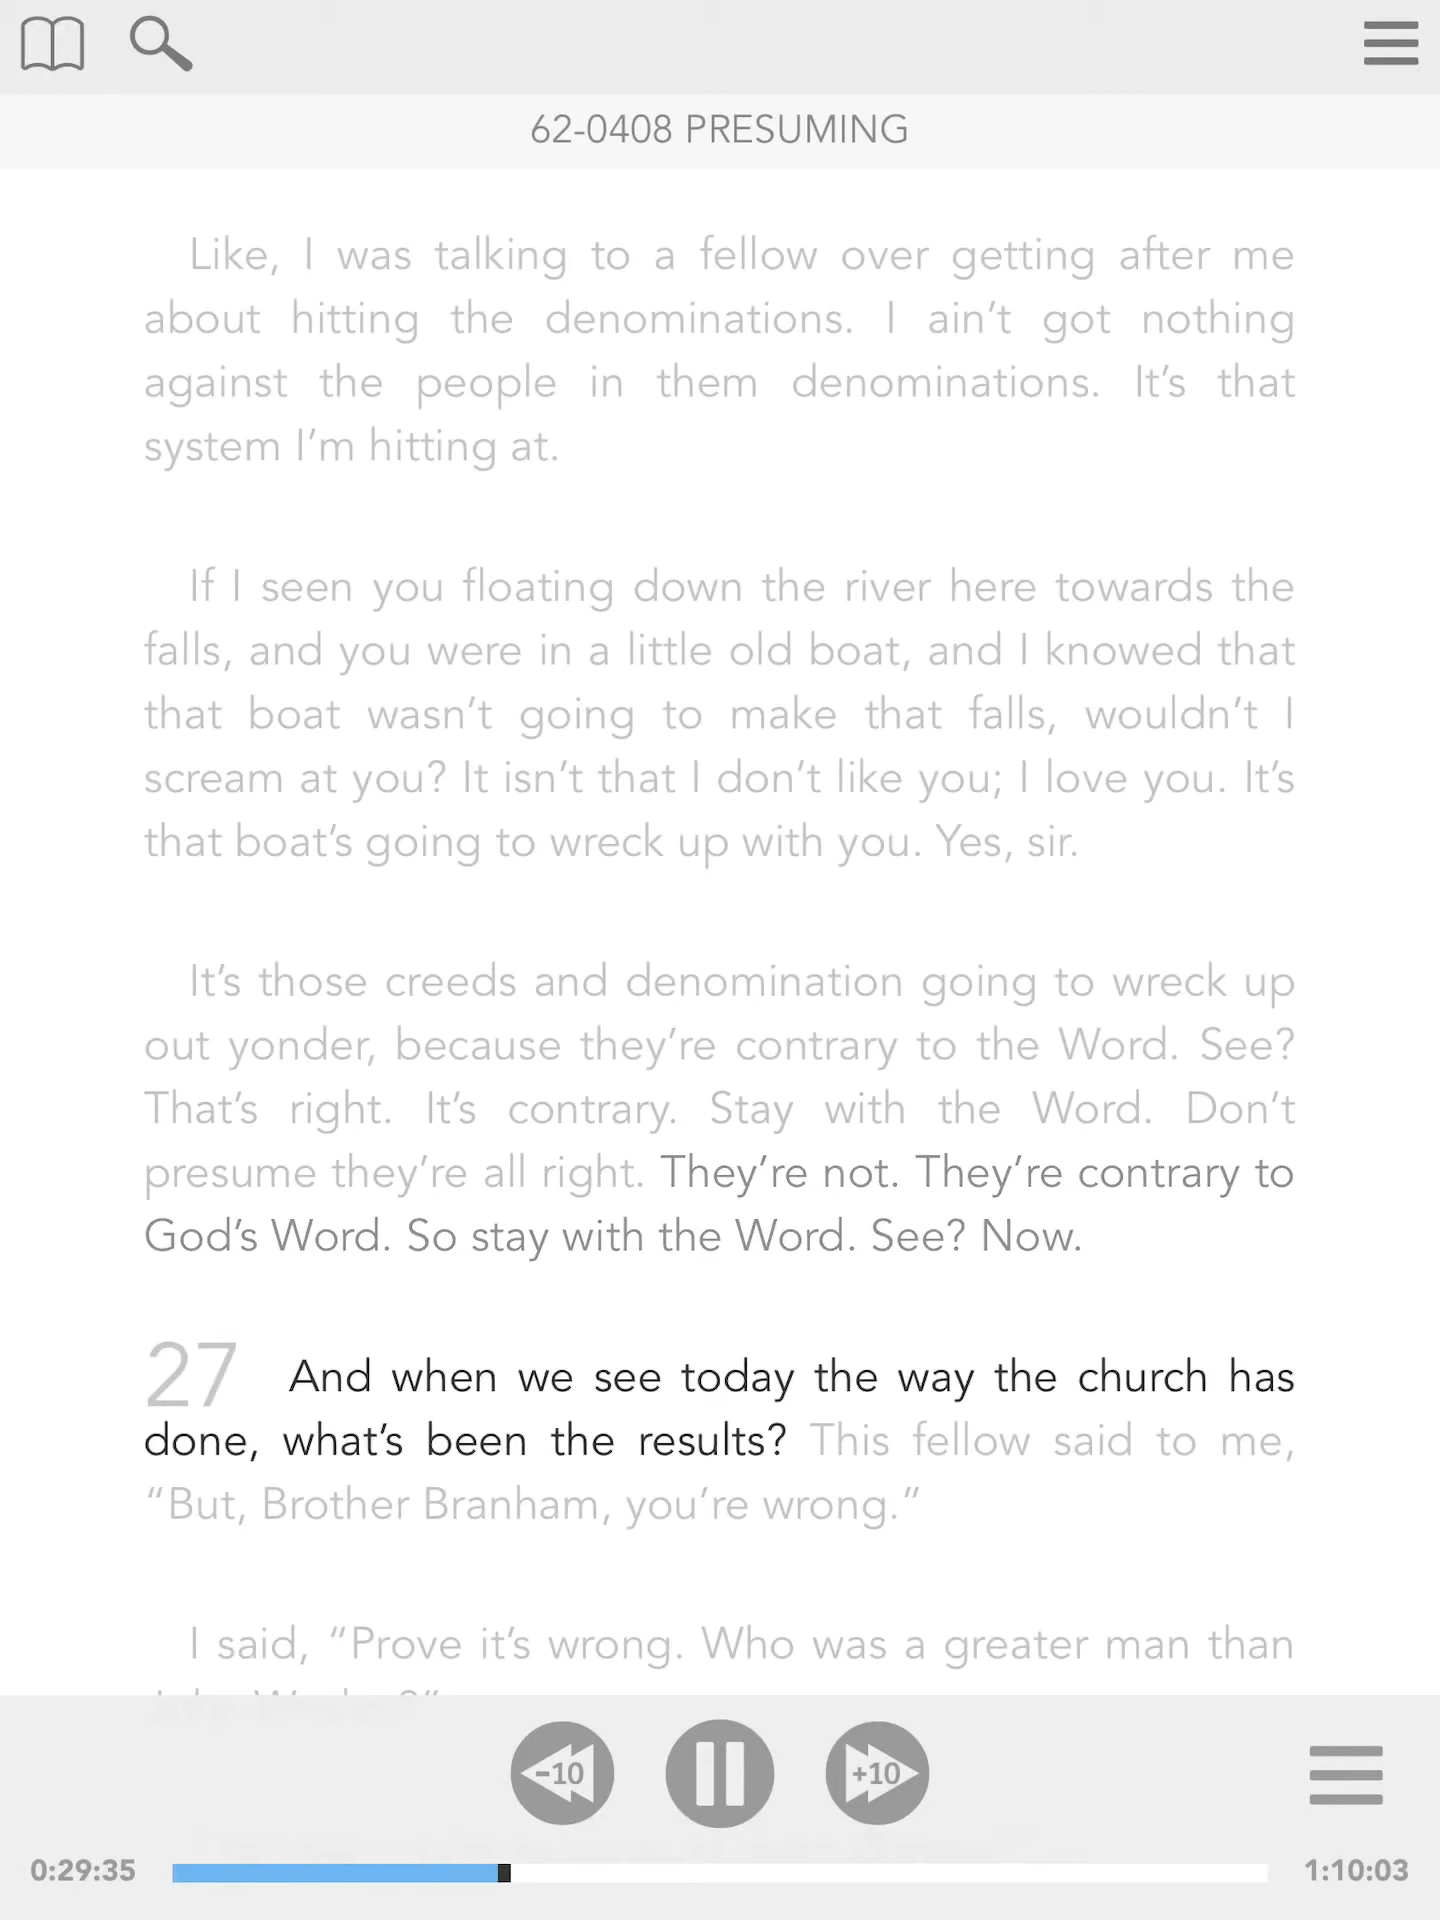 62-0408 PRESUMING
Like, I was talking to a fellow over getting after me
about hitting the denominations. I ain’t got nothing
against the people in them denominations. It’s that
system I’m hitting at.
If I seen you floating down the river here towards the
falls, and you were in a little old boat, and I knowed that
that boat wasn’t going to make that falls, wouldn’t I
scream at you? It isn’t that I don’t like you; I love you. It’s
that boat’s going to wreck up with you. Yes, sir.
It’s those creeds and denomination going to wreck up
out yonder, because they’re contrary to the Word. See?
That’s right. It’s contrary. Stay with the Word. Don’t
presume they’re all right. They’re not. They’re contrary to
God’s Word. So stay with the Word. See? Now.
27 And when we see today the way the church has
done, what’s been the results? This fellow said to me,
“But, Brother Branham, you’re wrong.”
I said, “Prove it’s wrong. Who was a greater man than
-10 +10
0:29:35 1:10:03